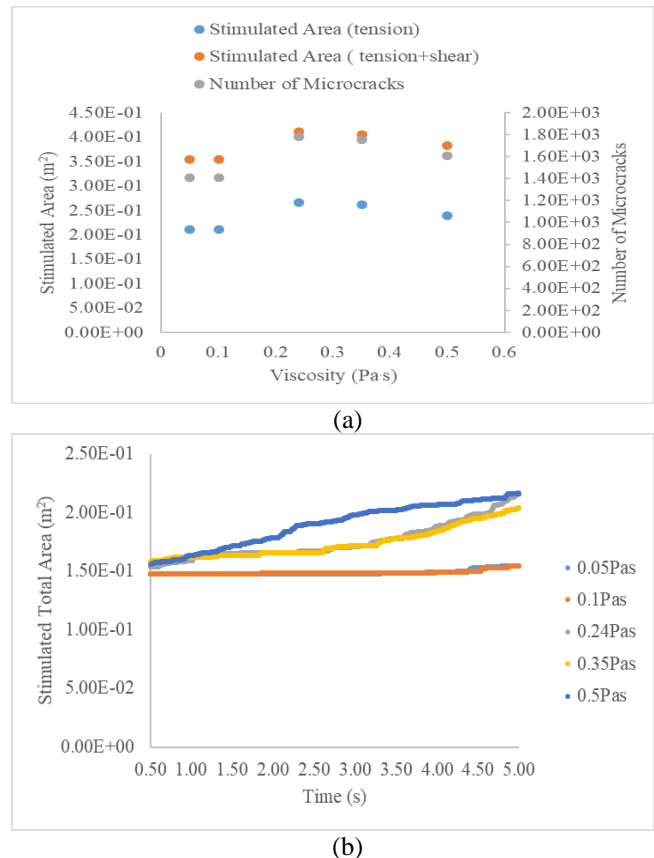 Stimulated Area (tension)
Stimulated Area ( tension+shear)
Number of Microcracks
4.50E-01
4.00E-01
3.50E-01
3.00E-01
2.50E-01
2.00E-01
1.50E-01
1.00E-01
5.00E-02
0.00E+00
Stimulated Area (m²)
2.00E+03
1.80E+03
1.60E+03
1.40E+03
1.20E+03
1.00E+03
8.00E+02
6.00E+02
4.00E+02
2.00E+02
0.00E+00
Number of Microcracks
0 0.1 0.2 0.3 0.4 0.5 0.6
Viscosity (Pa·s)
(a)
2.50E-01
2.00E-01
1.50E-01
1.00E-01
5.00E-02
0.00E+00
Stimulated Total Area (m²)
0.50 1.00 1.50 2.00 2.50 3.00 3.50 4.00 4.50 5.00
Time (s)
0.05Pas
0.1Pas
0.24Pas
0.35Pas
0.5Pas
(b)